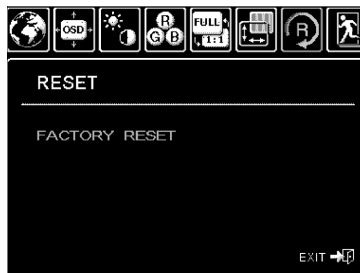 OSD
R
G B
FULL
1:1
R
RESET
FACTORY RESET
EXIT